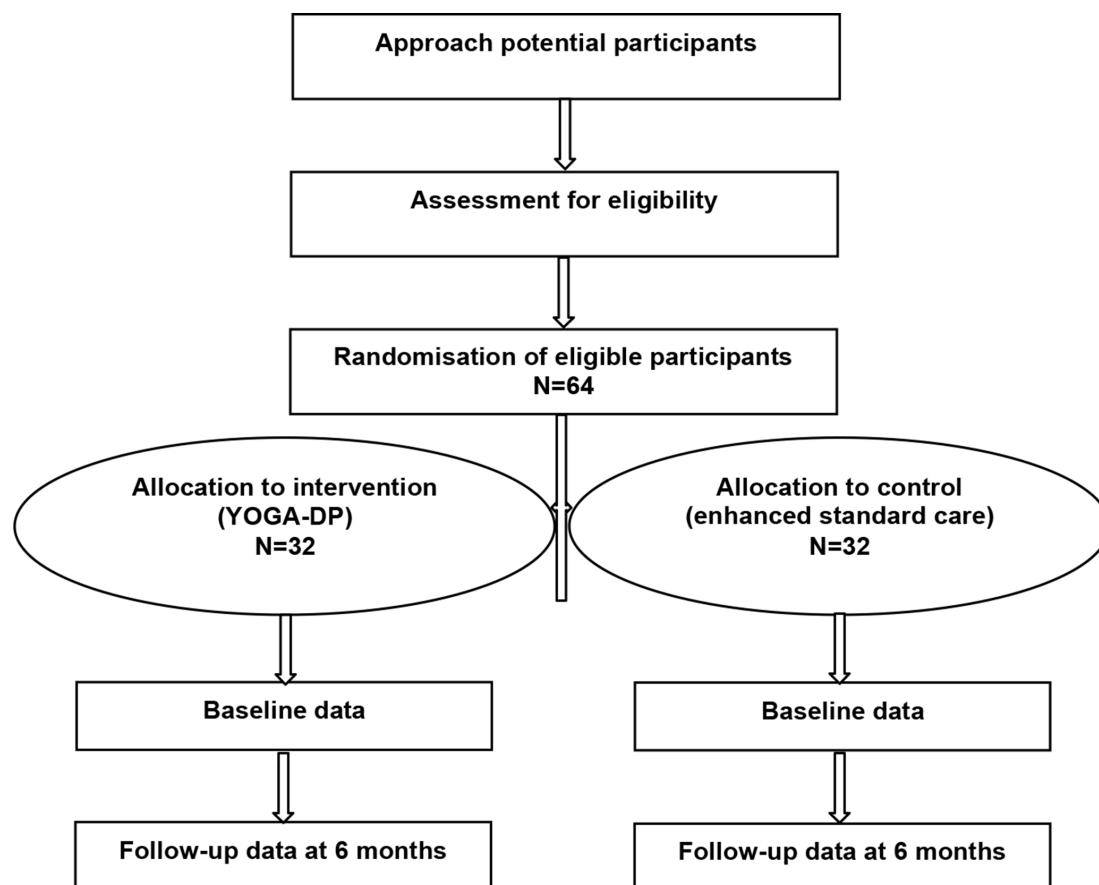 Approach potential participants
Assessment for eligibility
Randomisation of eligible participants
N=64
Allocation to intervention
(YOGA-DP)
N=32
Allocation to control
(enhanced standard care)
N=32
Baseline data
Baseline data
Follow-up data at 6 months
Follow-up data at 6 months